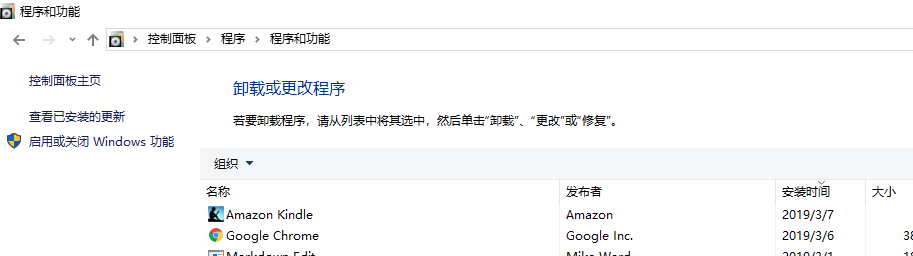 程序和功能
控制面板 > 程序 > 程序和功能
控制面板主页
查看已安装的更新
启用或关闭 Windows 功能
卸载或更改程序
若要卸载程序，请从列表中将其选中，然后单击“卸载”、“更改”或“修复”。
组织
名称 发布者 安装时间 大小
Amazon Kindle Amazon 2019/3/7
Google Chrome Google Inc. 2019/3/6 38
Markdown Edit Mike Ward 2019/3/1